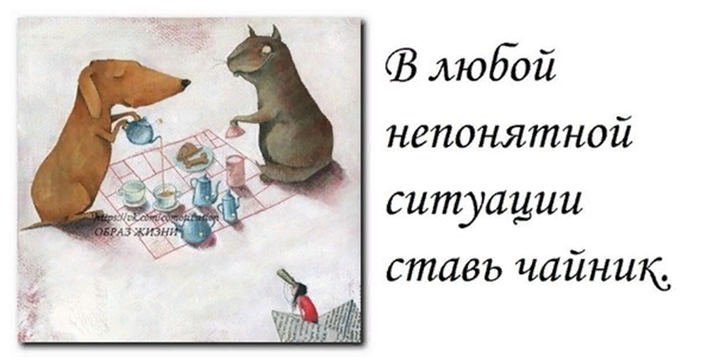 В любой
непонятной
ситуации
ставь чайник.
ОБРАЗ ЖИЗНИ